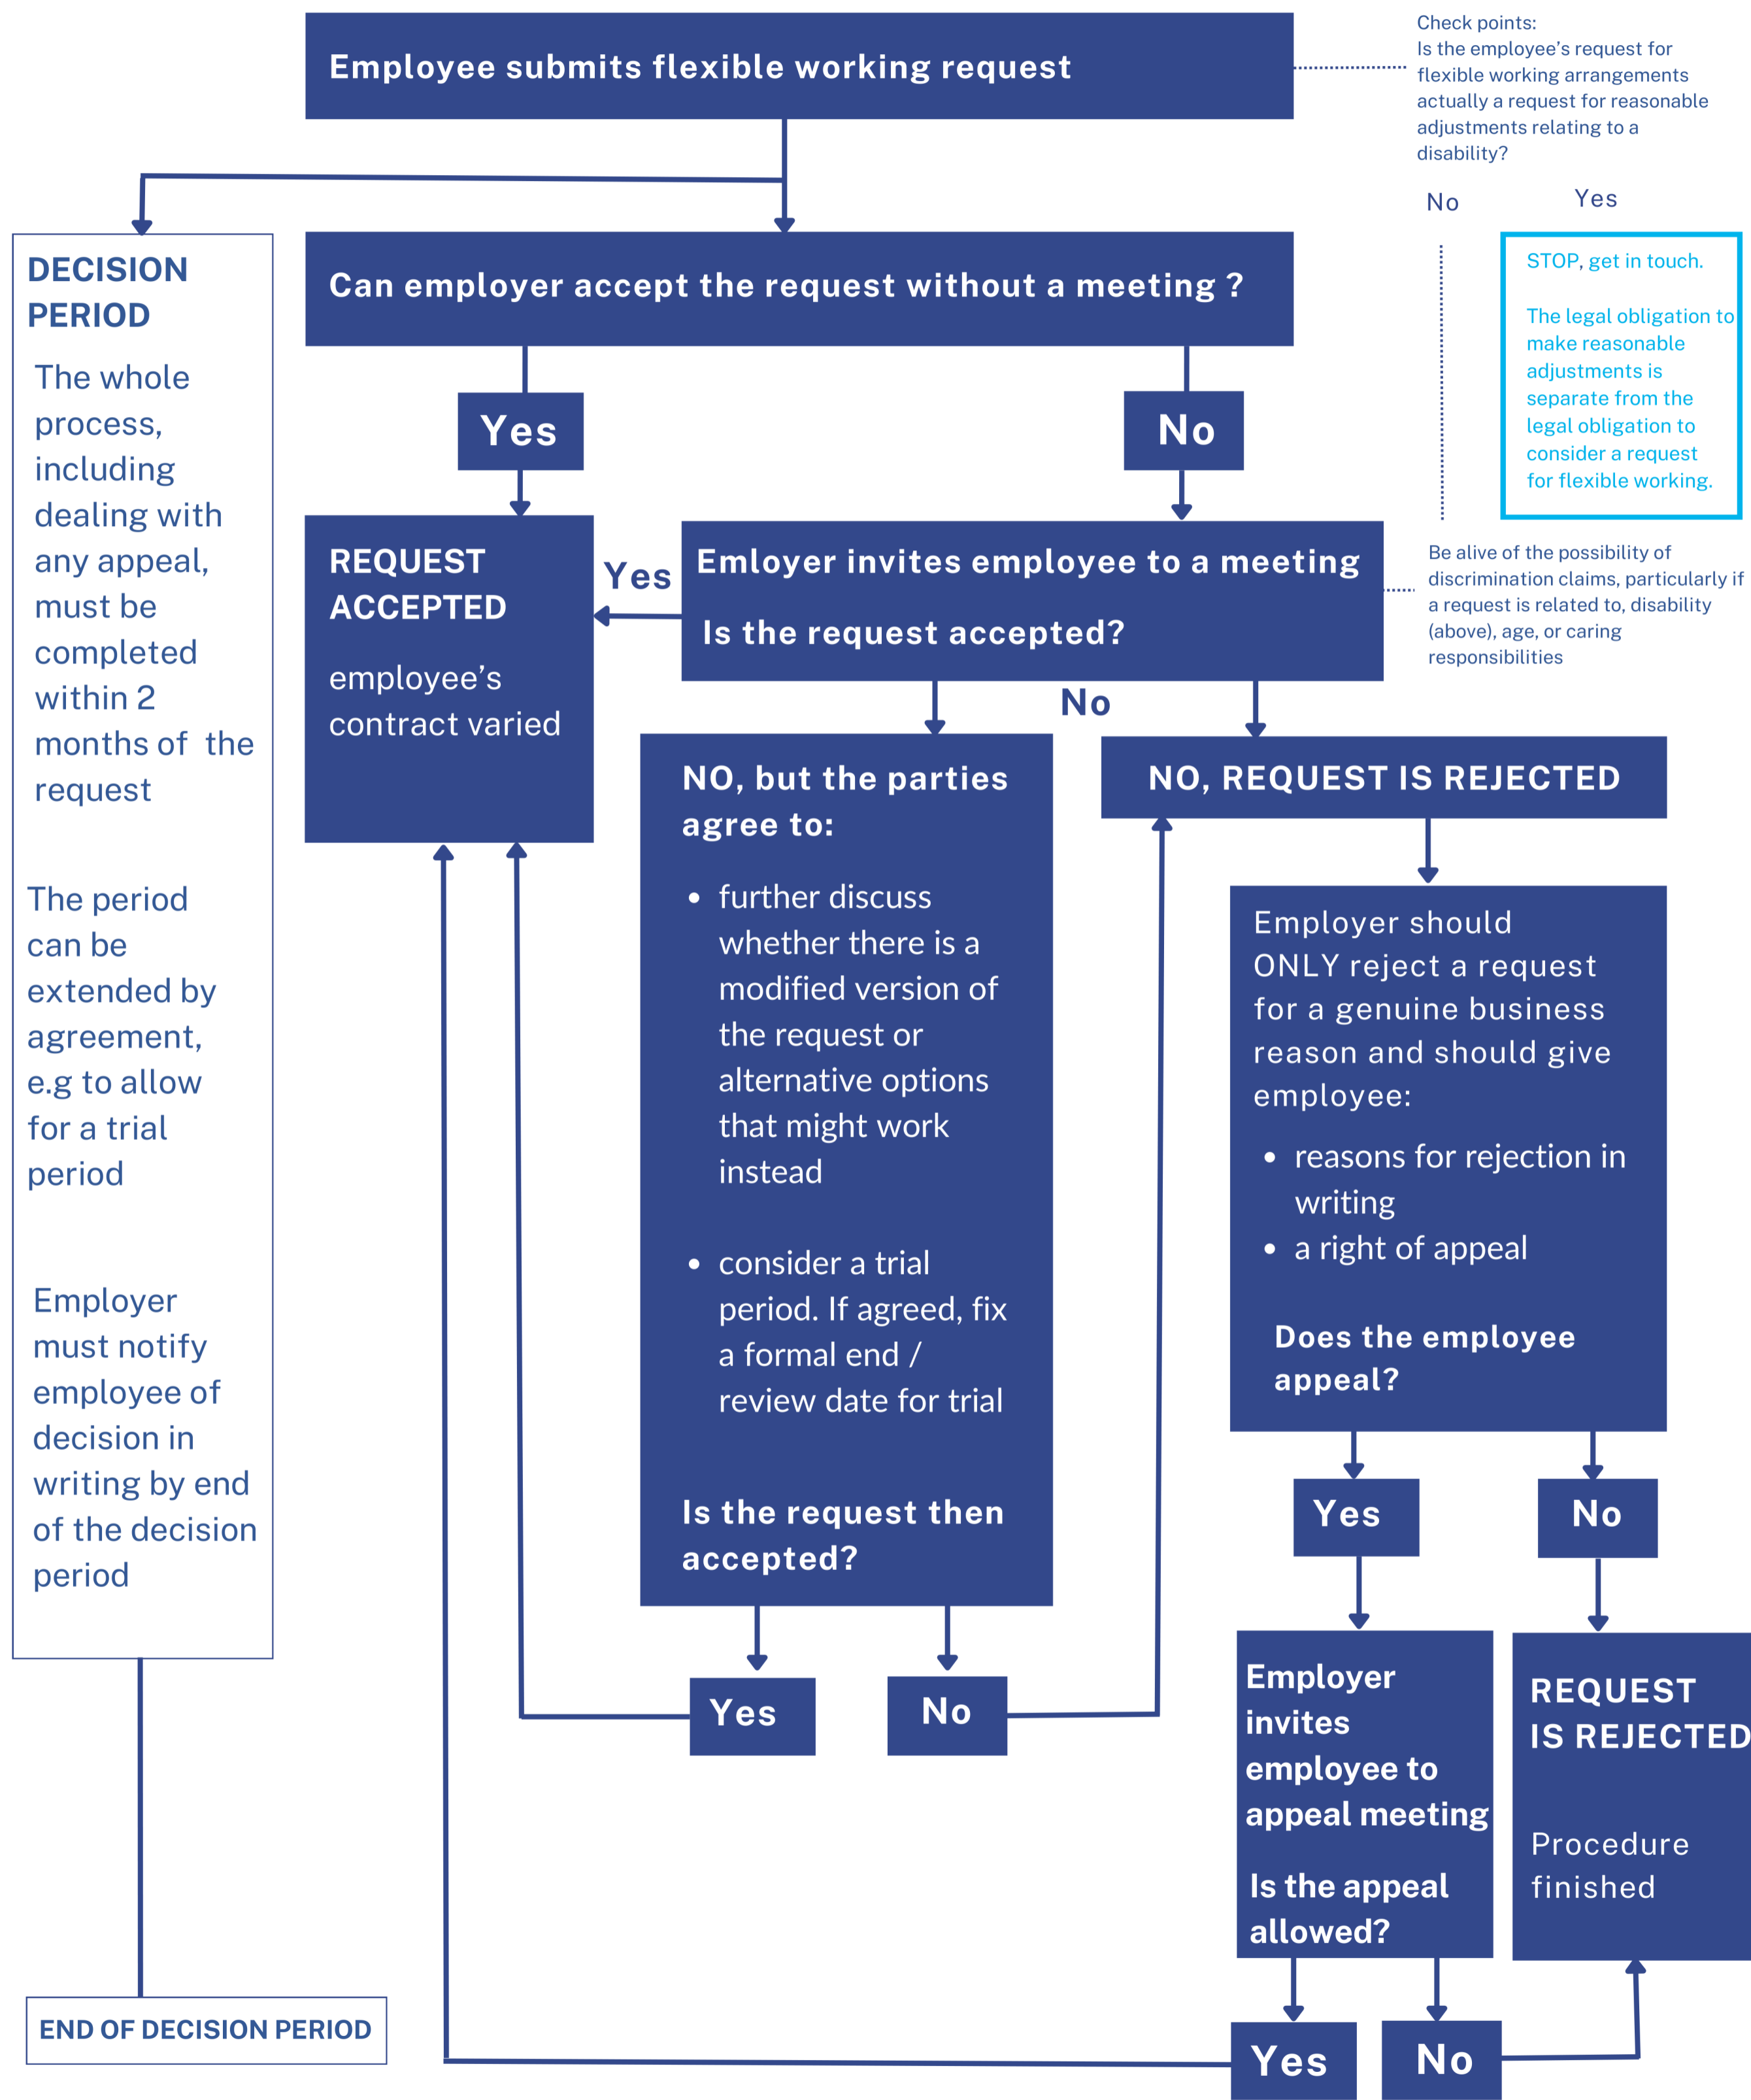 Employee submits flexible working request
Check points:
Is the employee's request for
flexible working arrangements
actually a request for reasonable
adjustments relating to a
disability?
No
Yes
STOP, get in touch.
The legal obligation to
make reasonable
adjustments is
separate from the
legal obligation to
consider a request
for flexible working.
DECISION
PERIOD
The whole
process,
including
dealing with
any appeal,
must be
completed
within 2
months of the
request
The period
can be
extended by
agreement,
e.g to allow
for a trial
period
Employer
must notify
employee of
decision in
writing by end
of the decision
period
END OF DECISION PERIOD
Can employer accept the request without a meeting ?
Yes
No
REQUEST
ACCEPTED
employee's
contract varied
Yes
Emloyer invites employee to a meeting
Is the request accepted?
Be alive of the possibility of
discrimination claims, particularly if
a request is related to, disability
(above), age, or caring
responsibilities
No
NO, but the parties
agree to:
• further discuss
whether there is a
modified version of
the request or
alternative options
that might work
instead
• consider a trial
period. If agreed, fix
a formal end /
review date for trial
Is the request then
accepted?
Yes
No
NO, REQUEST IS REJECTED
Employer should
ONLY reject a request
for a genuine business
reason and should give
employee:
• reasons for rejection in
writing
• a right of appeal
Does the employee
appeal?
Yes
No
Employer
invites
employee to
appeal meeting
Is the appeal
allowed?
REQUEST
IS REJECTED
Procedure
finished
Yes
No